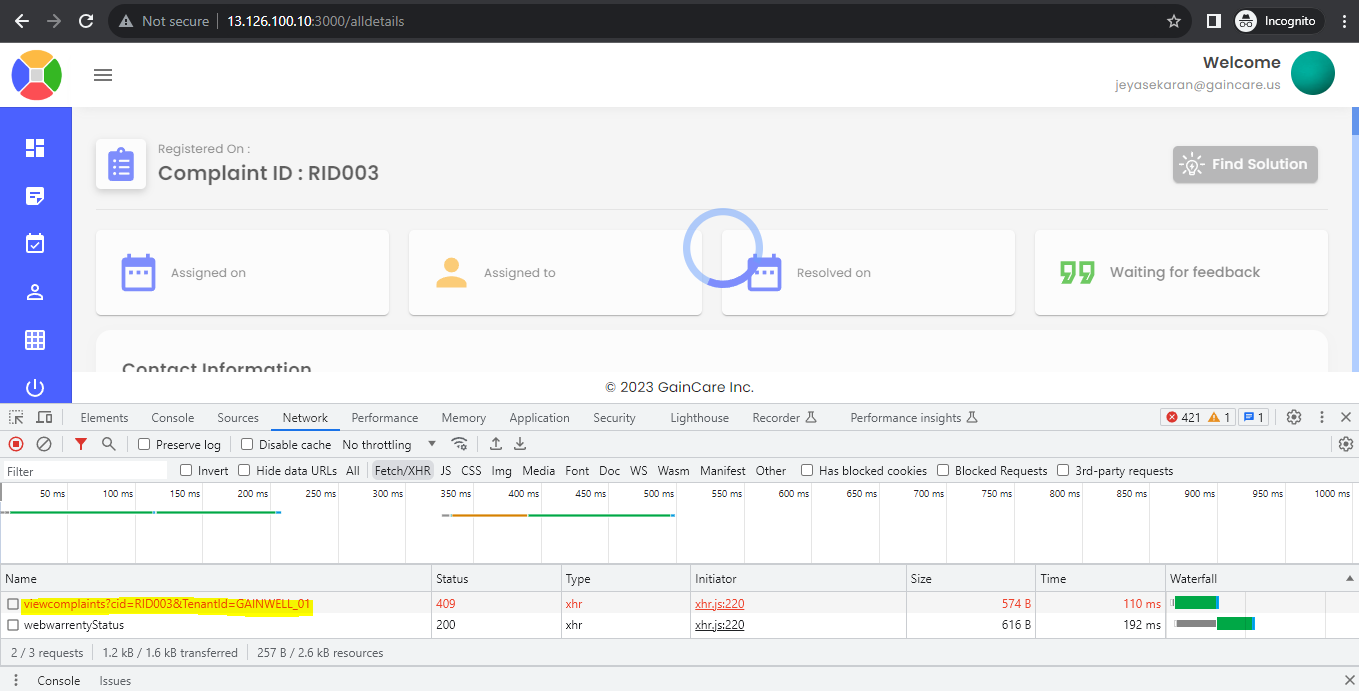 Not secure 13.126.100.10:3000/alldetails Incognito
Welcome
jeyasekaran@gaincare.us
Registered On :
Complaint ID : RID003
Find Solution
Assigned on Assigned to Resolved on Waiting for feedback
Contact Information
© 2023 GainCare Inc.
Elements Console Sources Network Performance Memory Application Security Lighthouse Recorder Performance insights 421 1 1
Preserve log Disable cache No throttling
Filter Invert Hide data URLs All Fetch/XHR JS CSS Img Media Font Doc WS Wasm Manifest Other Has blocked cookies Blocked Requests 3rd-party requests
50 ms 100 ms 150 ms 200 ms 250 ms 300 ms 350 ms 400 ms 450 ms 500 ms 550 ms 600 ms 650 ms 700 ms 750 ms 800 ms 850 ms 900 ms 950 ms 1000 ms
Name Status Type Initiator Size Time Waterfall
viewcomplaints?cid=RID003&TenantId=GAINWELL_01 409 xhr xhr.js:220 574 B 110 ms
webwarrentyStatus 200 xhr xhr.js:220 616 B 192 ms
2 / 3 requests 1.2 kB / 1.6 kB transferred 257 B / 2.6 kB resources
Console Issues